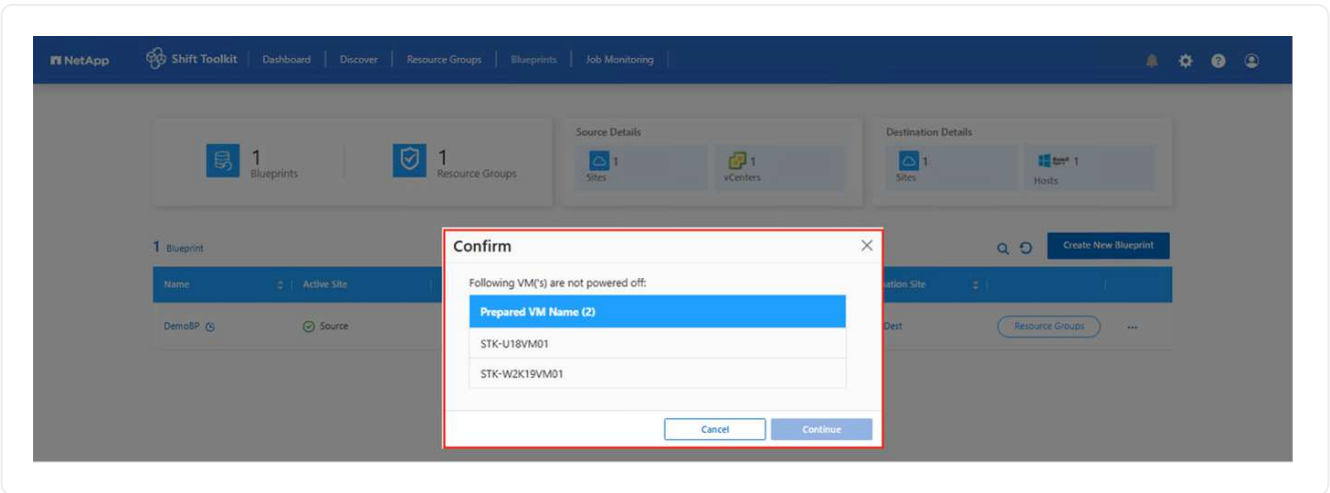 NetApp Shift Toolkit Dashboard Discover Resource Groups Blueprints Job Monitoring
1 Blueprints
1 Resource Groups
Source Details
1 Sites
1 vCenters
Destination Details
1 Sites
1 Hosts
1 Blueprint
Create New Blueprint
Name Active Site Site
DemoBP Source Dest Resource Groups ...
Confirm
Following VM('s) are not powered off:
Prepared VM Name (2)
STK-U18VM01
STK-W2K19VM01
Cancel Continue